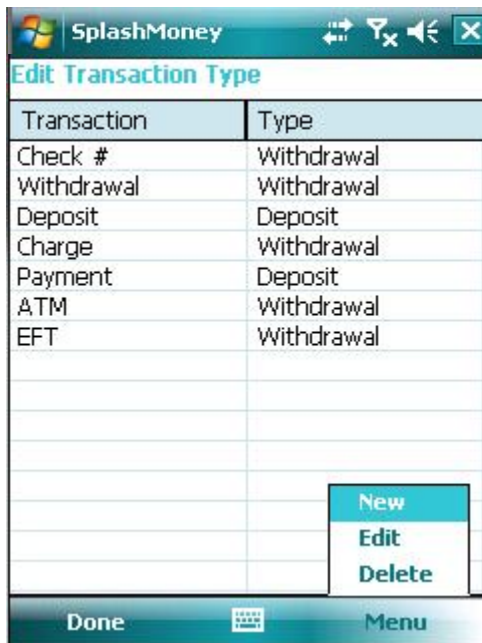 SplashMoney
Edit Transaction Type
Transaction Type
Check # Withdrawal
Withdrawal Withdrawal
Deposit Deposit
Charge Withdrawal
Payment Deposit
ATM Withdrawal
EFT Withdrawal
New
Edit
Delete
Done Menu